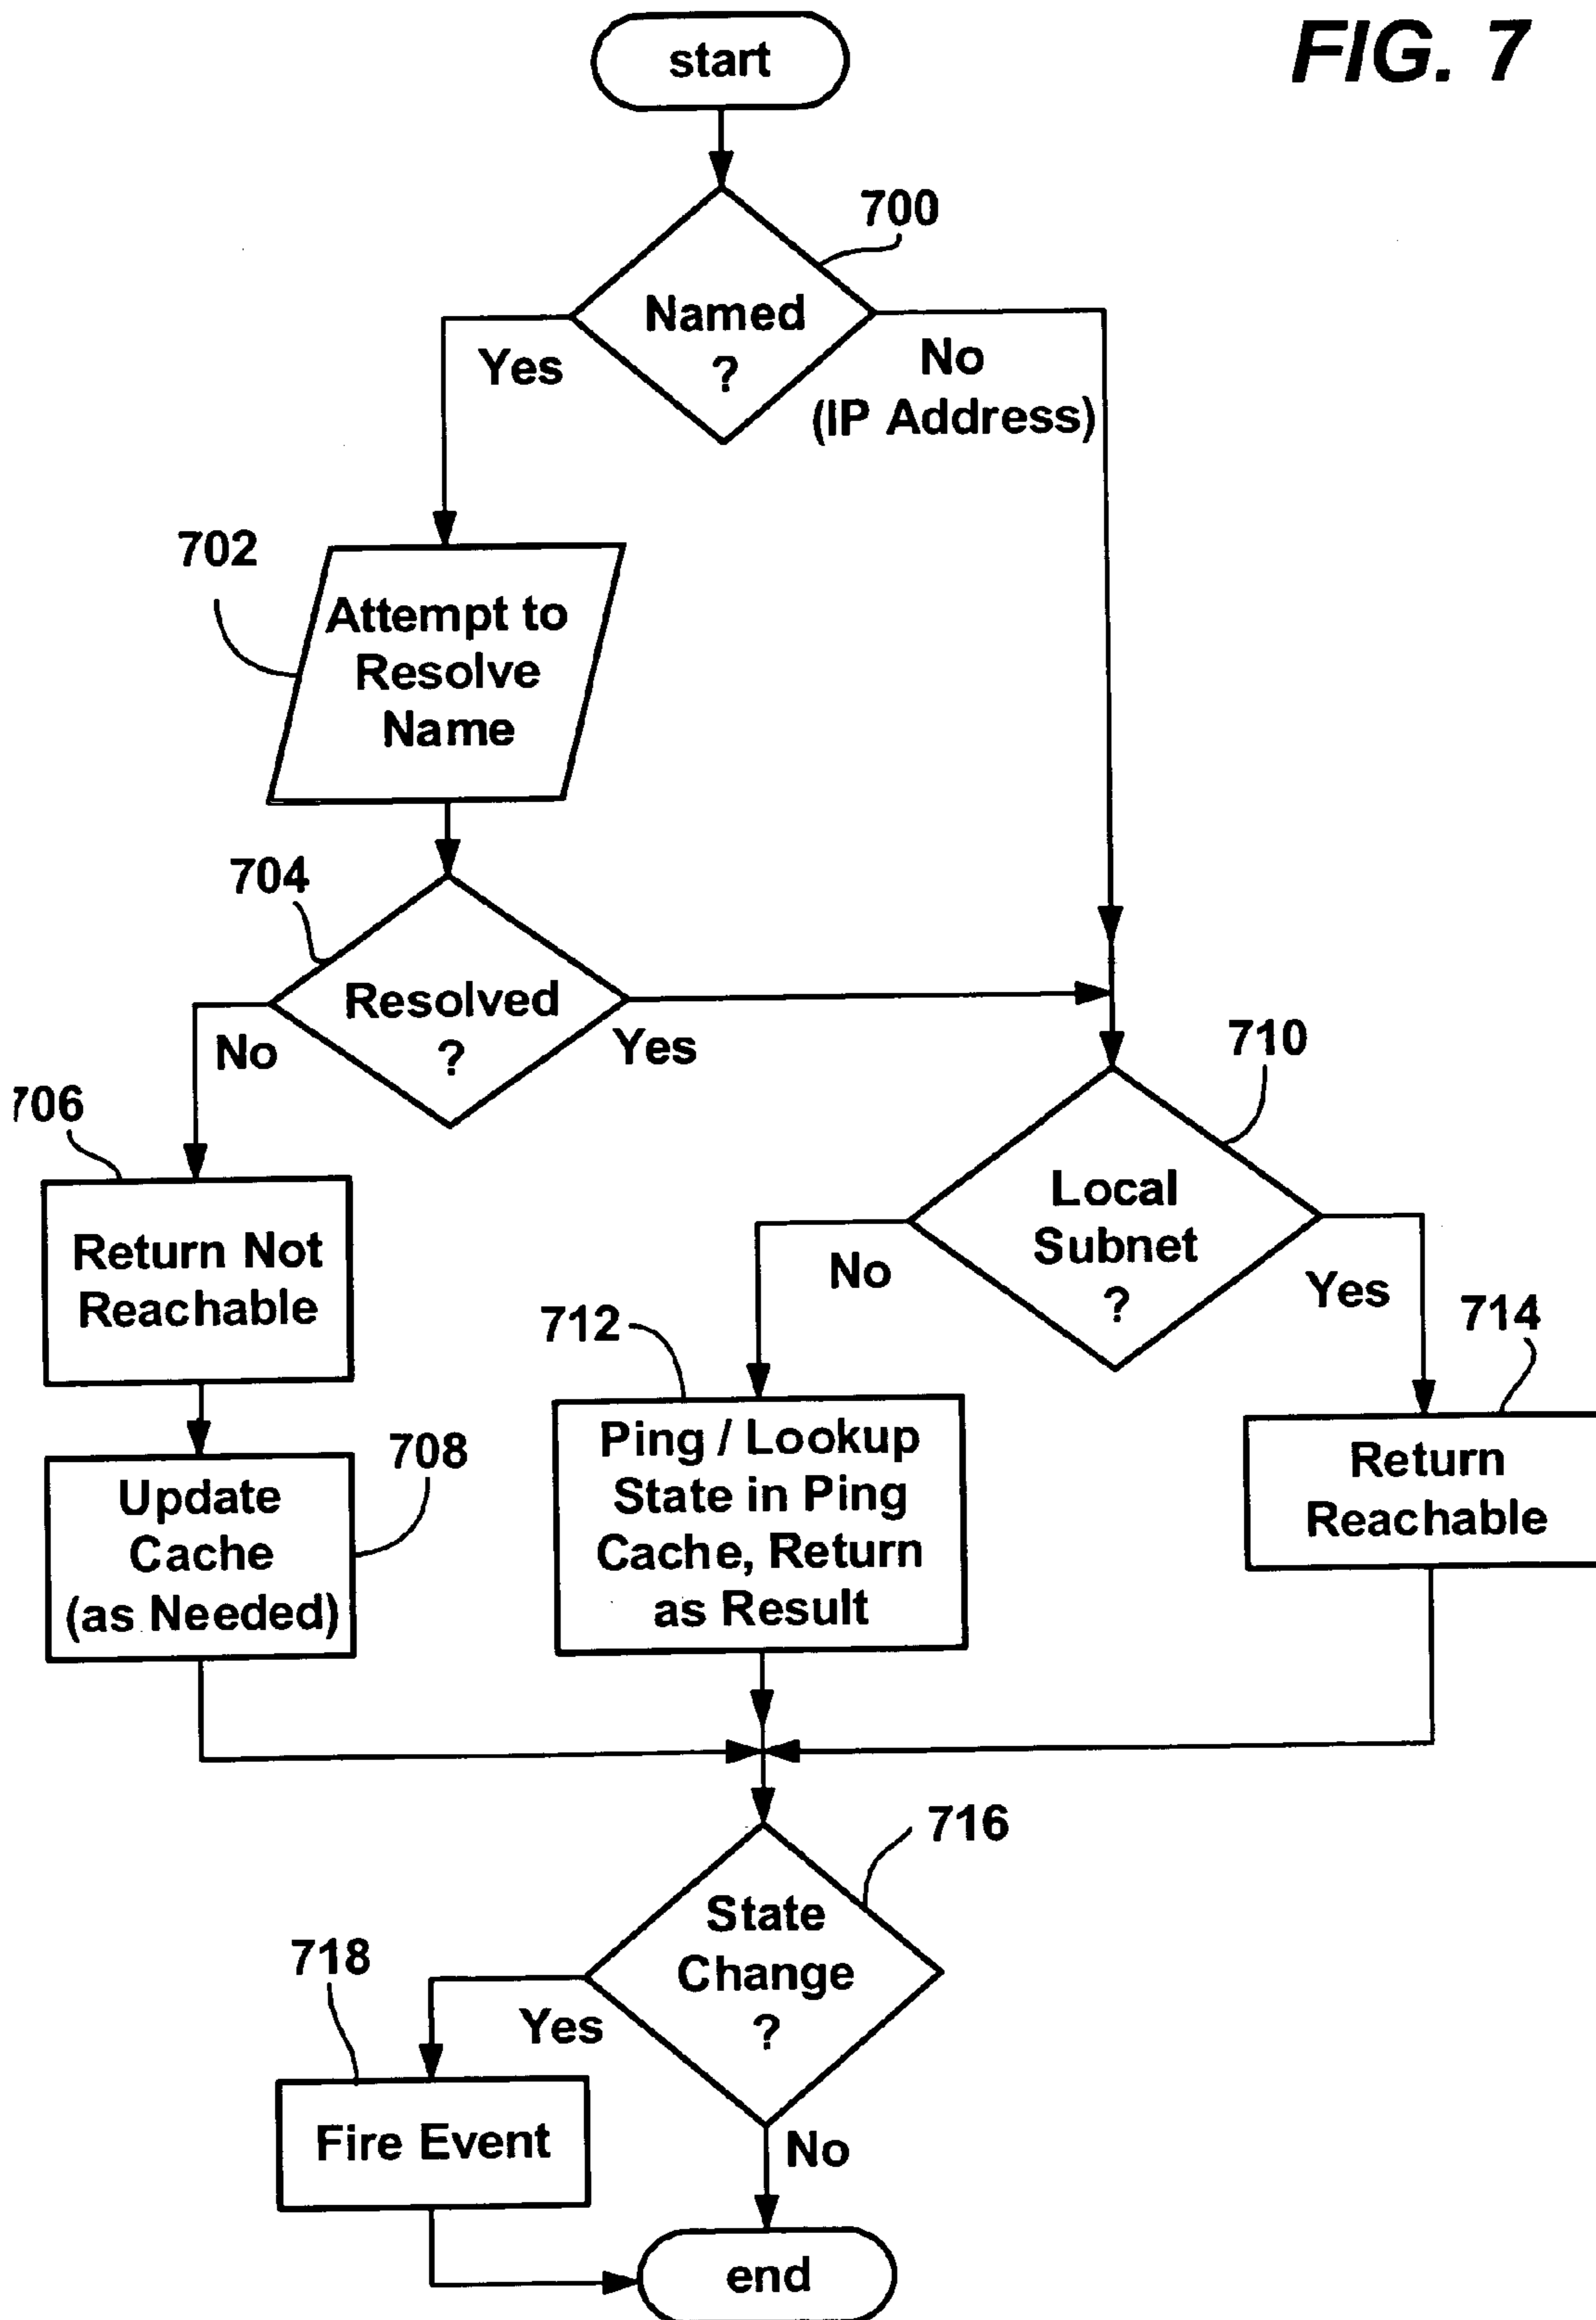 FIG. 7
start
700
Named
?
Yes
No
(IP Address)
702
Attempt to
Resolve
Name
704
Resolved
?
No
Yes
706
710
Local
Subnet
?
No
Yes
Return Not
Reachable
712
714
Ping / Lookup
State in Ping
Cache, Return
as Result
Return
Reachable
708
Update
Cache
(as Needed)
716
State
Change
?
718
Yes
No
Fire Event
end